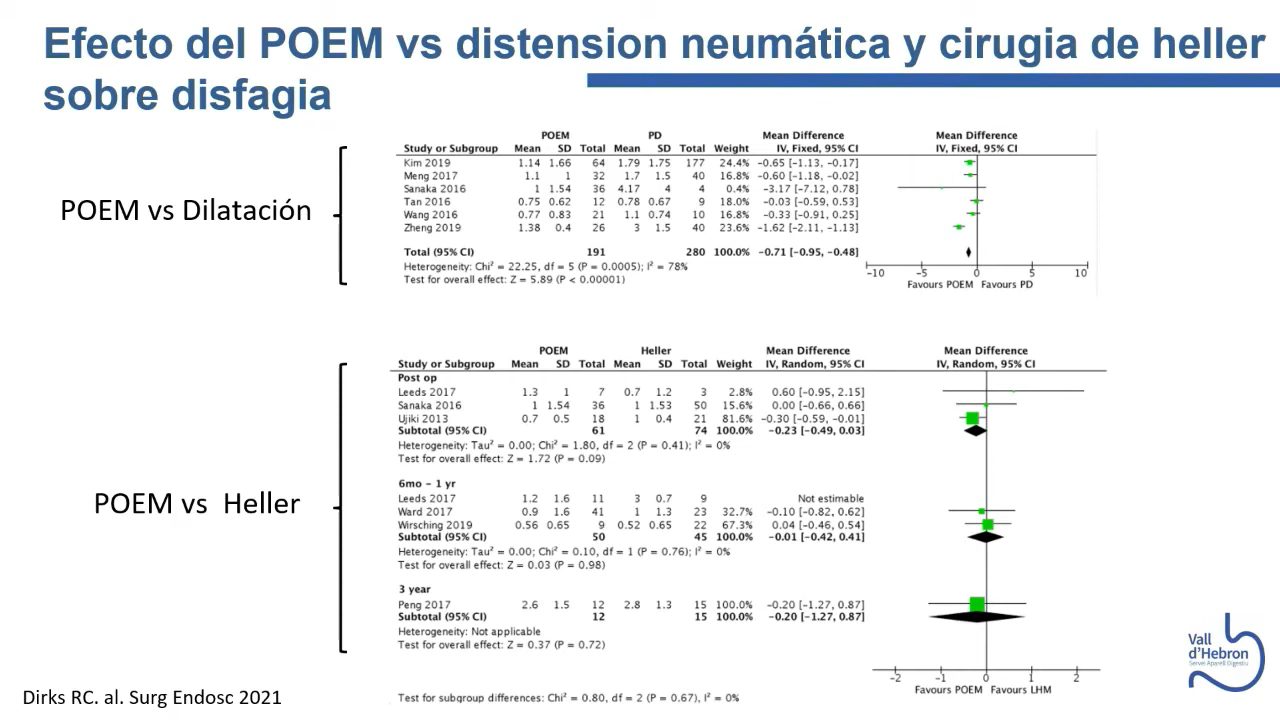 Efecto del POEM vs distension neumática y cirugia de heller
sobre disfagia
POEM vs Dilatación
POEM PD Mean Difference Mean Difference
Study or Subgroup Mean SD Total Mean SD Total Weight IV, Fixed, 95% CI IV, Fixed, 95% CI
Kim 2019 1.14 1.66 64 1.79 1.75 177 24.4% -0.65 [-1.13, -0.17]
Meng 2017 1.1 1 32 1.7 1.5 40 16.8% -0.60 [-1.18, -0.02]
Sanaka 2016 1 1.54 36 4.17 4 4 0.4% -3.17 [-7.12, 0.78]
Tan 2016 0.75 0.62 12 0.78 0.67 9 18.0% -0.03 [-0.59, 0.53]
Wang 2016 0.77 0.83 21 1.1 0.74 10 16.8% -0.33 [-0.91, 0.25]
Zheng 2019 1.38 0.4 26 3 1.5 40 23.6% -1.62 [-2.11, -1.13]
Total (95% CI) 191 280 100.0% -0.71 [-0.95, -0.48]
Heterogeneity: Chi² = 22.25, df = 5 (P = 0.0005); I² = 78%
Test for overall effect: Z = 5.89 (P < 0.00001)
-10 -5 0 5 10
Favours POEM Favours PD
POEM vs Heller
POEM Heller Mean Difference Mean Difference
Study or Subgroup Mean SD Total Mean SD Total Weight IV, Random, 95% CI IV, Random, 95% CI
Post op
Leeds 2017 1.3 1 7 0.7 1.2 3 2.8% 0.60 [-0.95, 2.15]
Sanaka 2016 1 1.54 36 1 1.53 50 15.6% 0.00 [-0.66, 0.66]
Ujiki 2013 0.7 0.5 18 1 0.4 21 81.6% -0.30 [-0.59, -0.01]
Subtotal (95% CI) 61 74 100.0% -0.23 [-0.49, 0.03]
Heterogeneity: Tau² = 0.00; Chi² = 1.80, df = 2 (P = 0.41); I² = 0%
Test for overall effect: Z = 1.72 (P = 0.09)
6mo - 1 yr
Leeds 2017 1.2 1.6 11 3 0.7 9 Not estimable
Ward 2017 0.9 1.6 41 1 1.3 23 32.7% -0.10 [-0.82, 0.62]
Wirsching 2019 0.56 0.65 9 0.52 0.65 22 67.3% 0.04 [-0.46, 0.54]
Subtotal (95% CI) 50 45 100.0% -0.01 [-0.42, 0.41]
Heterogeneity: Tau² = 0.00; Chi² = 0.10, df = 1 (P = 0.76); I² = 0%
Test for overall effect: Z = 0.03 (P = 0.98)
3 year
Peng 2017 2.6 1.5 12 2.8 1.3 15 100.0% -0.20 [-1.27, 0.87]
Subtotal (95% CI) 12 15 100.0% -0.20 [-1.27, 0.87]
Heterogeneity: Not applicable
Test for overall effect: Z = 0.37 (P = 0.72)
-2 -1 0 1 2
Favours POEM Favours LHM
Test for subgroup differences: Chi² = 0.80, df = 2 (P = 0.67), I² = 0%
Vall
d'Hebron
Servei Aparell Digestiu
Dirks RC. al. Surg Endosc 2021